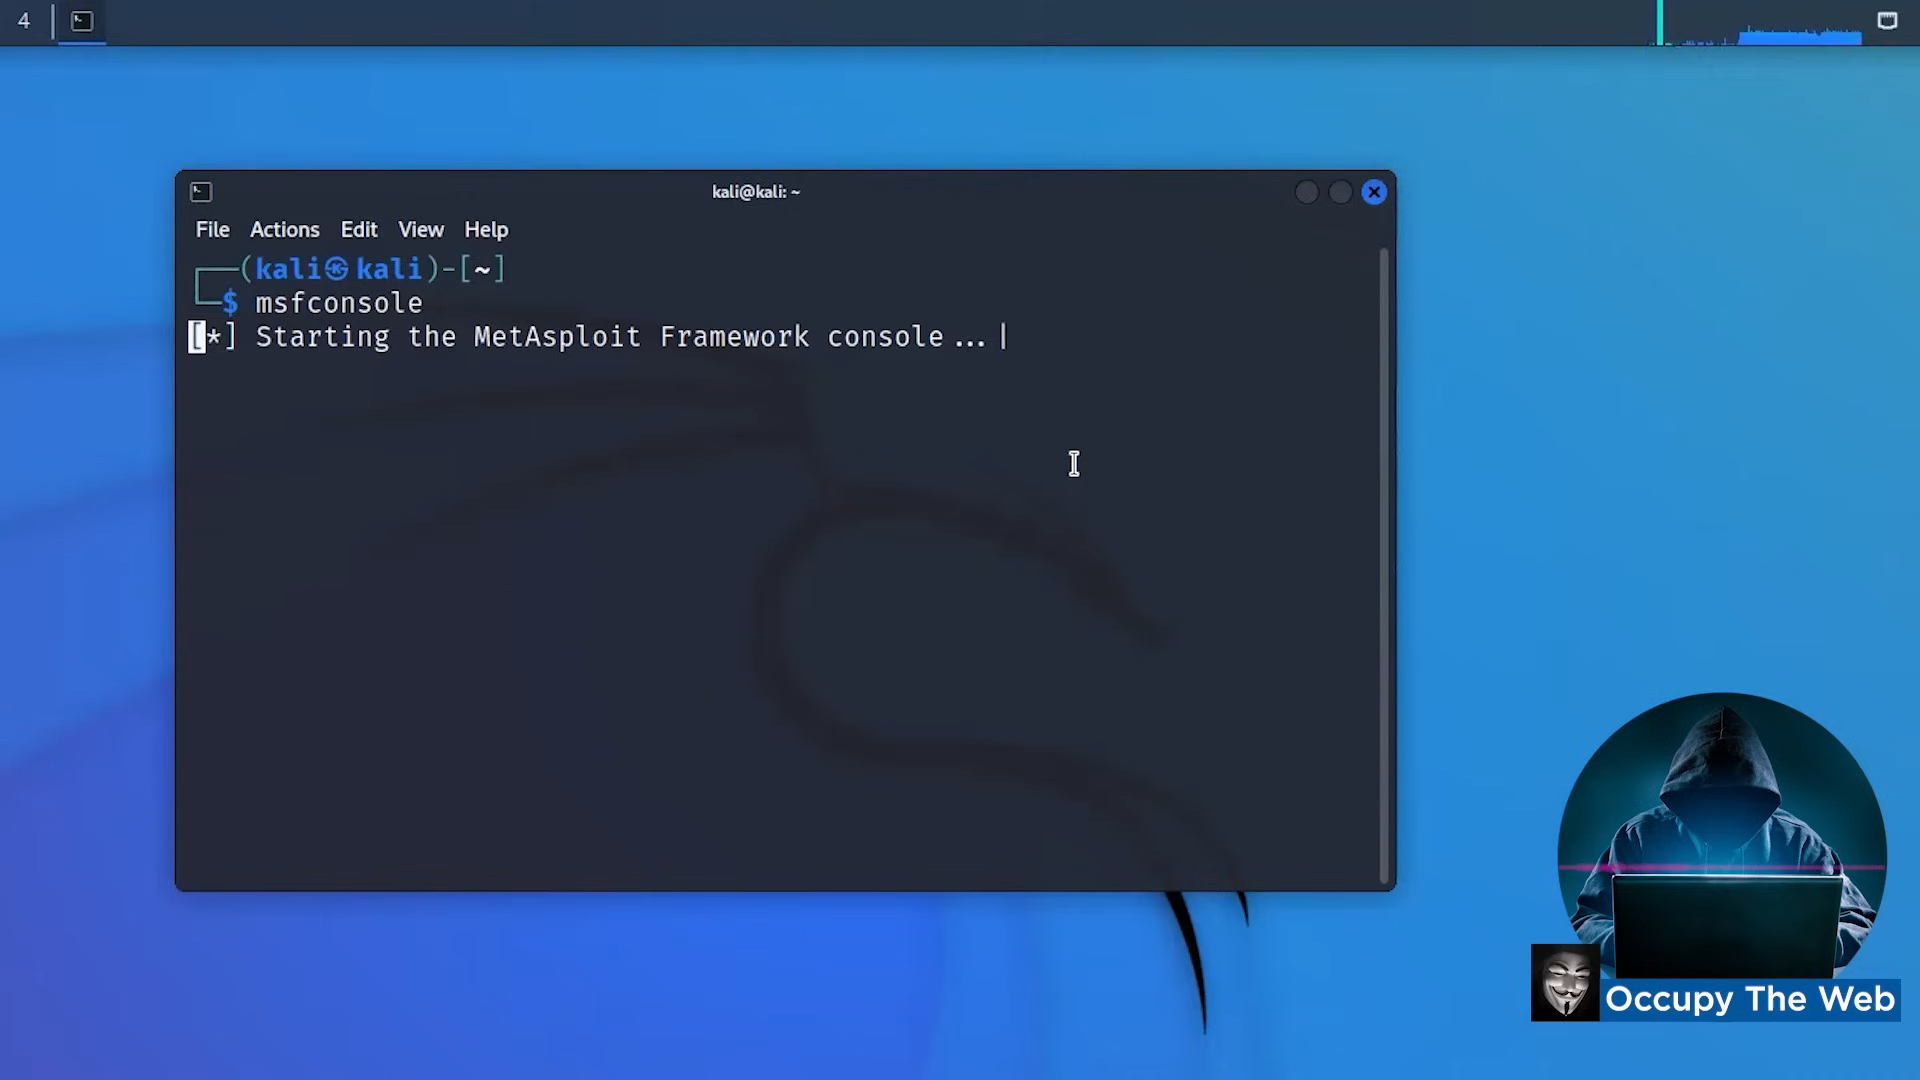 4
kali@kali: ~
File Actions Edit View Help
(kali㉿kali)-[~]
$ msfconsole
[*] Starting the MetAsploit Framework console... |
Occupy The Web